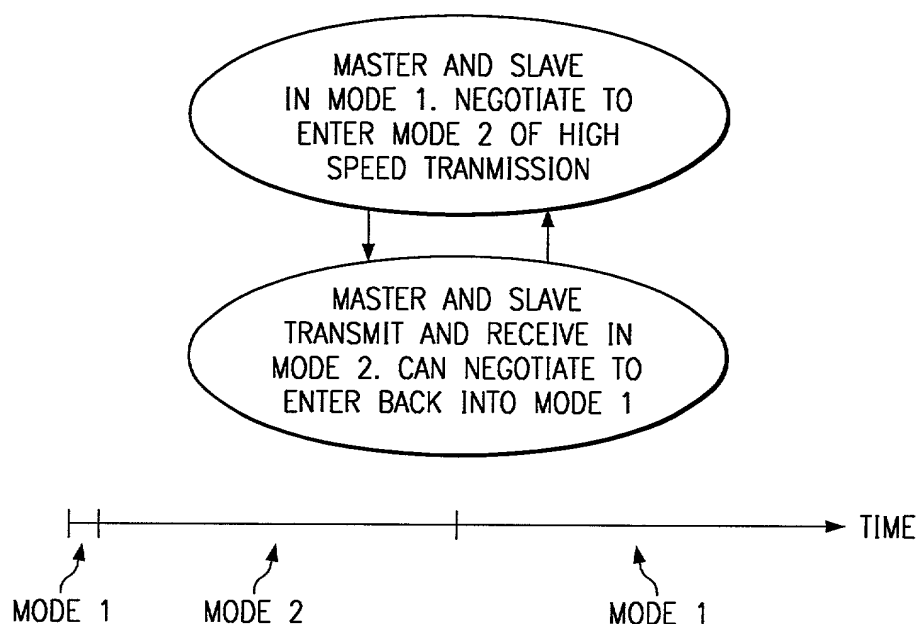 MASTER AND SLAVE
IN MODE 1. NEGOTIATE TO
ENTER MODE 2 OF HIGH
SPEED TRANMISSION
MASTER AND SLAVE
TRANSMIT AND RECEIVE IN
MODE 2. CAN NEGOTIATE TO
ENTER BACK INTO MODE 1
TIME
MODE 1
MODE 2
MODE 1